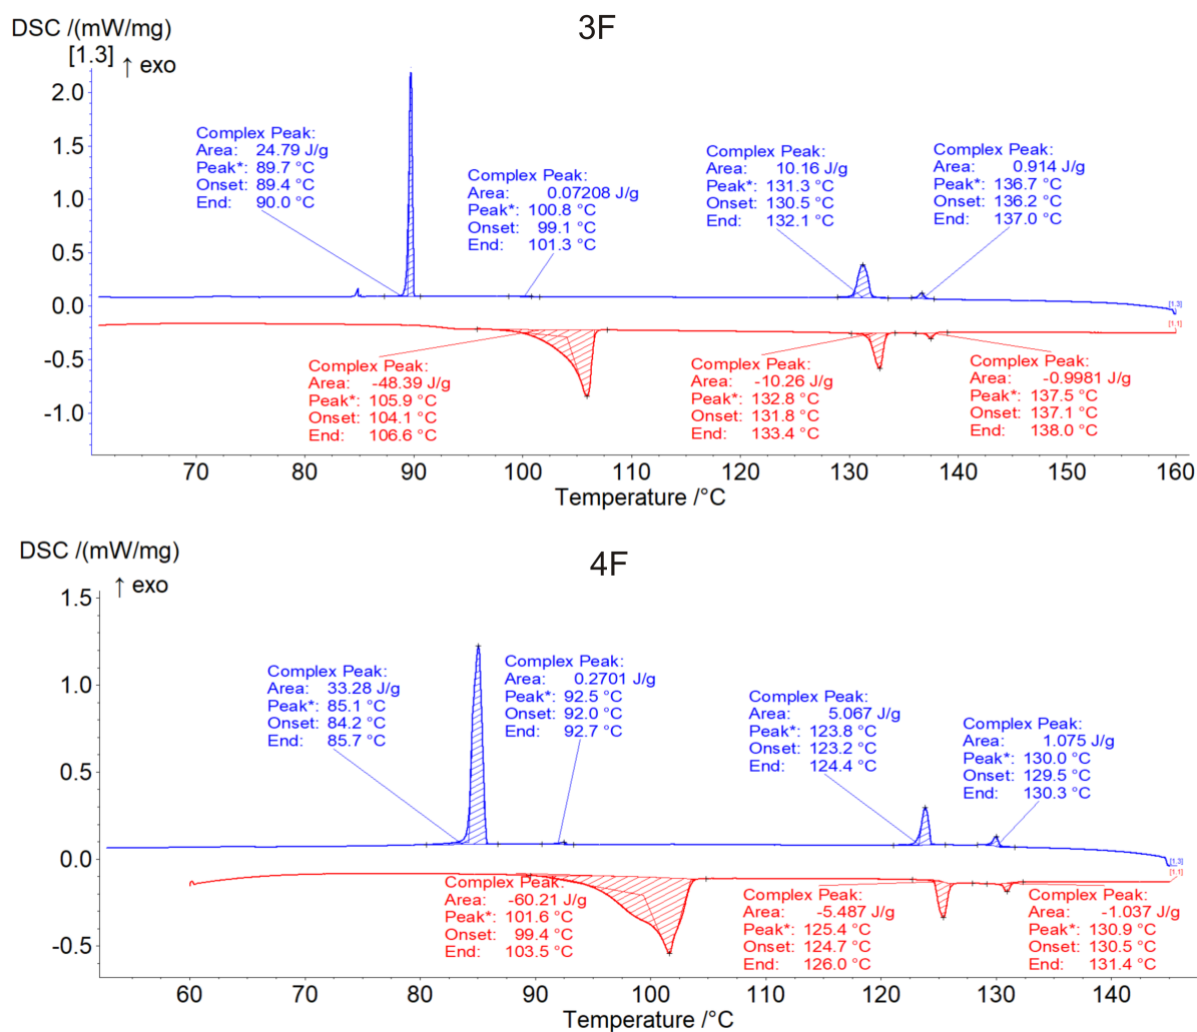 DSC /(mW/mg)
3F
[1.3] ↑ exo
2.0
1.5
1.0
0.5
0.0
-0.5
-1.0
Complex Peak:
Area: 24.79 J/g
Peak*: 89.7 °C
Onset: 89.4 °C
End: 90.0 °C
Complex Peak:
Area: 0.07208 J/g
Peak*: 100.8 °C
Onset: 99.1 °C
End: 101.3 °C
Complex Peak:
Area: 10.16 J/g
Peak*: 131.3 °C
Onset: 130.5 °C
End: 132.1 °C
Complex Peak:
Area: 0.914 J/g
Peak*: 136.7 °C
Onset: 136.2 °C
End: 137.0 °C
[1.3]
[1.1]
Complex Peak:
Area: -48.39 J/g
Peak*: 105.9 °C
Onset: 104.1 °C
End: 106.6 °C
Complex Peak:
Area: -10.26 J/g
Peak*: 132.8 °C
Onset: 131.8 °C
End: 133.4 °C
Complex Peak:
Area: -0.9981 J/g
Peak*: 137.5 °C
Onset: 137.1 °C
End: 138.0 °C
70 80 90 100 110 120 130 140 150 160
Temperature /°C
DSC /(mW/mg)
4F
↑ exo
1.5
1.0
0.5
0.0
-0.5
Complex Peak:
Area: 33.28 J/g
Peak*: 85.1 °C
Onset: 84.2 °C
End: 85.7 °C
Complex Peak:
Area: 0.2701 J/g
Peak*: 92.5 °C
Onset: 92.0 °C
End: 92.7 °C
Complex Peak:
Area: 5.067 J/g
Peak*: 123.8 °C
Onset: 123.2 °C
End: 124.4 °C
Complex Peak:
Area: 1.075 J/g
Peak*: 130.0 °C
Onset: 129.5 °C
End: 130.3 °C
[1.3]
[1.1]
Complex Peak:
Area: -60.21 J/g
Peak*: 101.6 °C
Onset: 99.4 °C
End: 103.5 °C
Complex Peak:
Area: -5.487 J/g
Peak*: 125.4 °C
Onset: 124.7 °C
End: 126.0 °C
Complex Peak:
Area: -1.037 J/g
Peak*: 130.9 °C
Onset: 130.5 °C
End: 131.4 °C
60 70 80 90 100 110 120 130 140
Temperature /°C